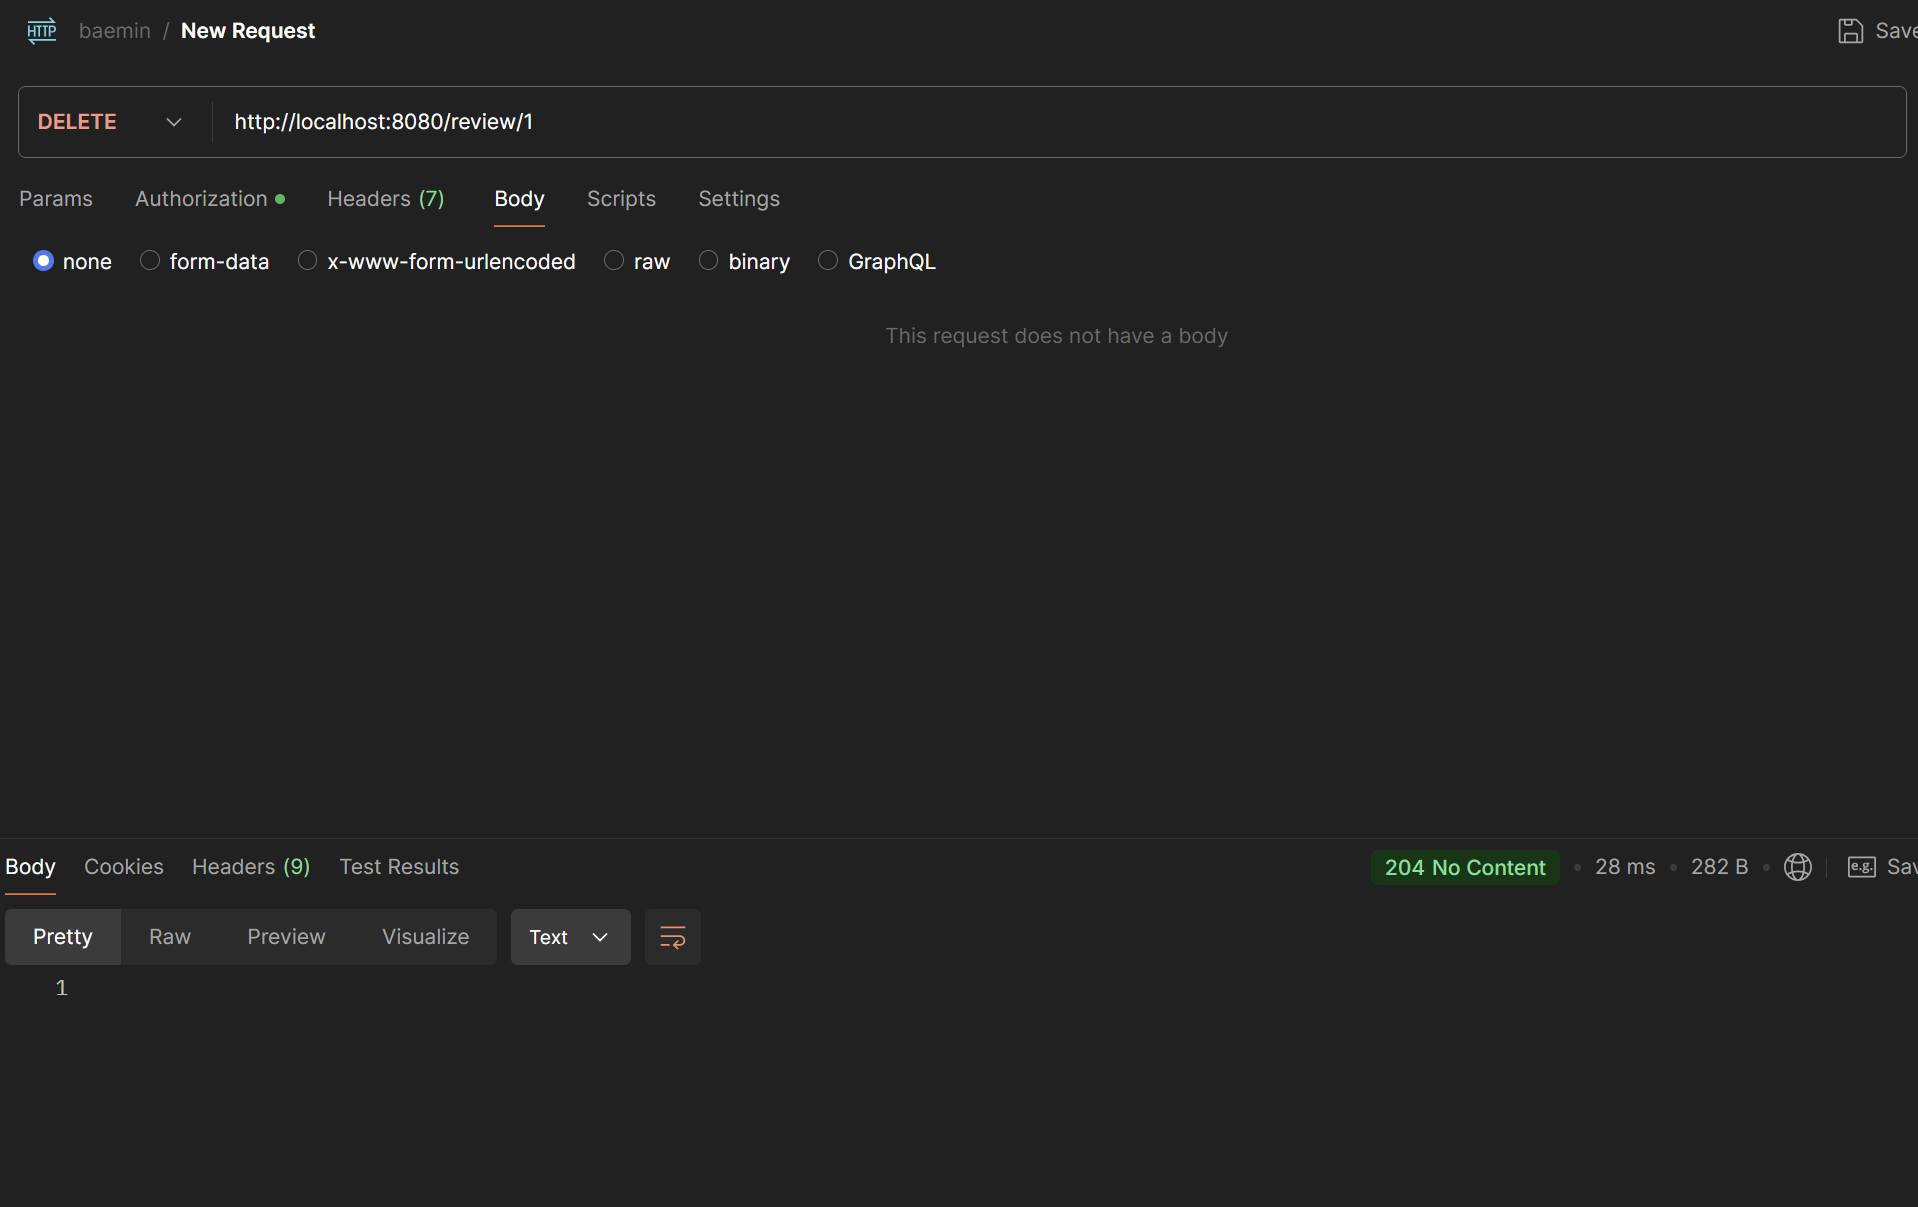 HTTP baemin / New Request Save
DELETE http://localhost:8080/review/1
Params Authorization Headers (7) Body Scripts Settings
none form-data x-www-form-urlencoded raw binary GraphQL
This request does not have a body
Body Cookies Headers (9) Test Results 204 No Content • 28 ms • 282 B • e.g. Sav
Pretty Raw Preview Visualize Text
1